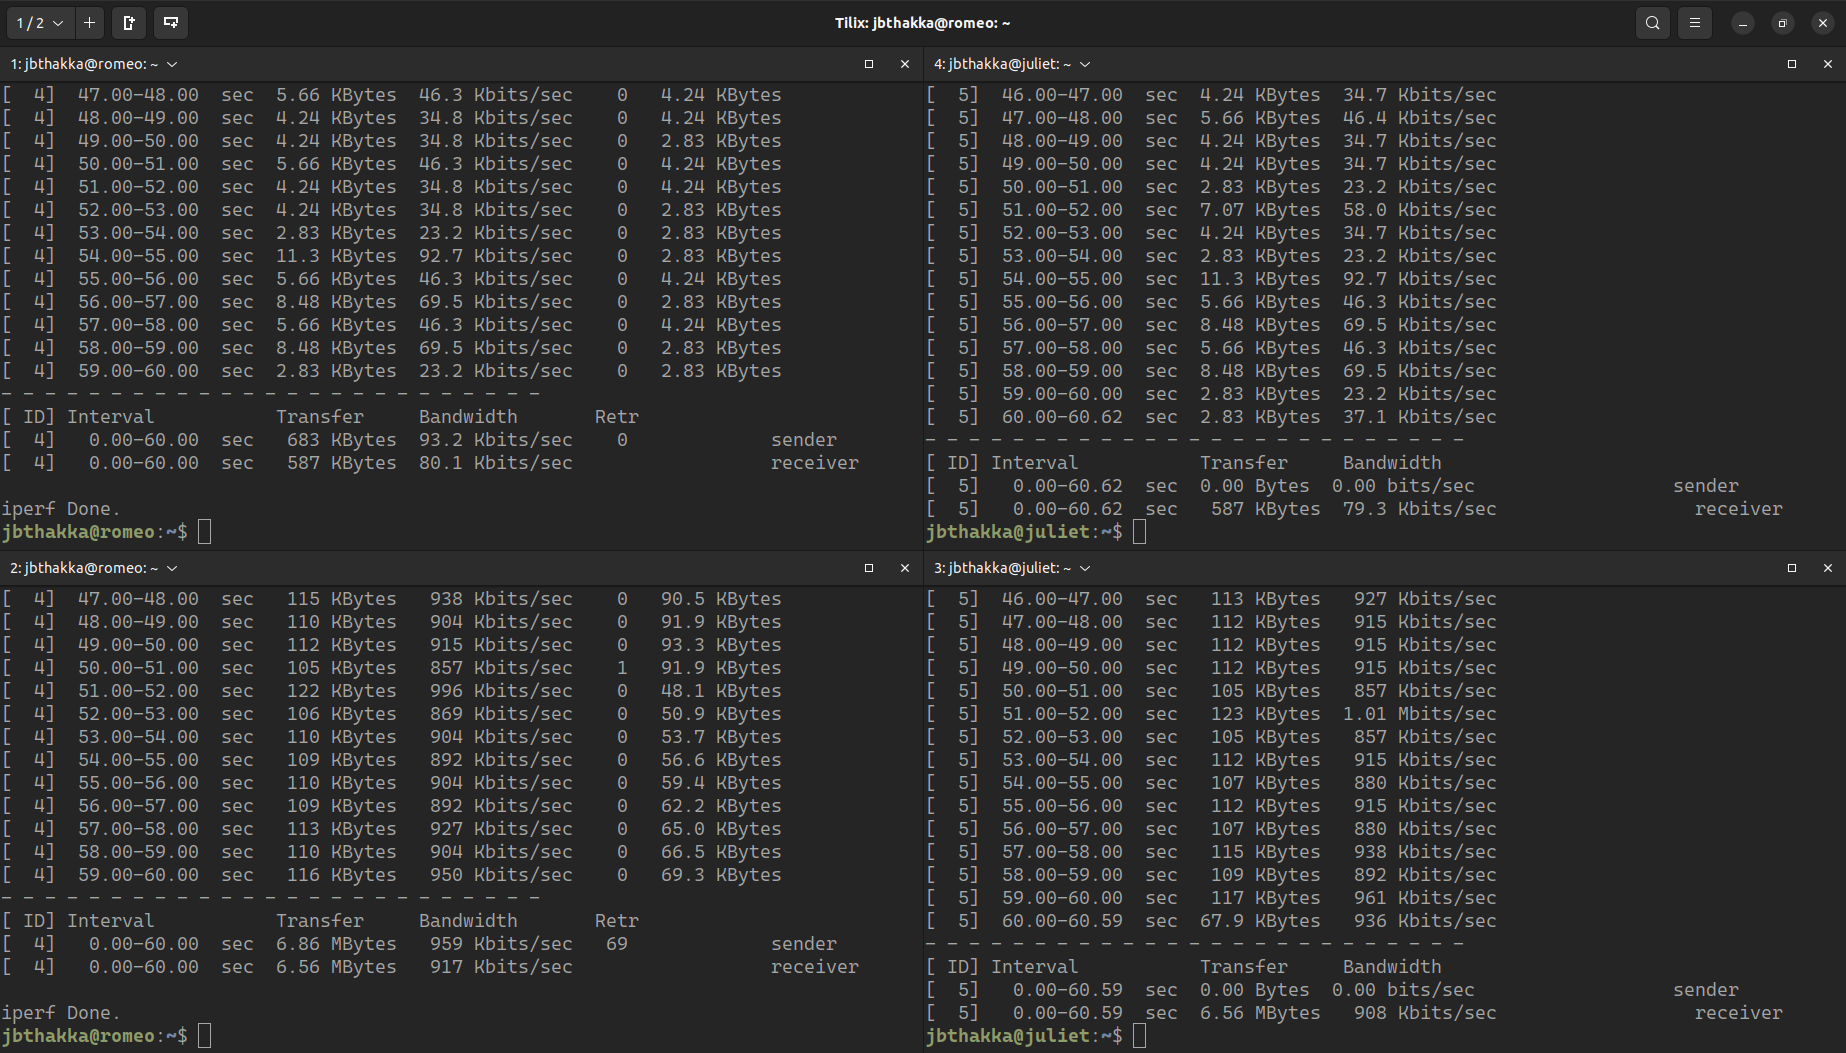 1 / 2
Tilix: jbthakka@romeo: ~
1: jbthakka@romeo: ~
[  4]  47.00-48.00  sec  5.66 KBytes  46.3 Kbits/sec    0   4.24 KBytes
[  4]  48.00-49.00  sec  4.24 KBytes  34.8 Kbits/sec    0   4.24 KBytes
[  4]  49.00-50.00  sec  4.24 KBytes  34.8 Kbits/sec    0   2.83 KBytes
[  4]  50.00-51.00  sec  5.66 KBytes  46.3 Kbits/sec    0   4.24 KBytes
[  4]  51.00-52.00  sec  4.24 KBytes  34.8 Kbits/sec    0   4.24 KBytes
[  4]  52.00-53.00  sec  4.24 KBytes  34.8 Kbits/sec    0   2.83 KBytes
[  4]  53.00-54.00  sec  2.83 KBytes  23.2 Kbits/sec    0   2.83 KBytes
[  4]  54.00-55.00  sec  11.3 KBytes  92.7 Kbits/sec    0   2.83 KBytes
[  4]  55.00-56.00  sec  5.66 KBytes  46.3 Kbits/sec    0   4.24 KBytes
[  4]  56.00-57.00  sec  8.48 KBytes  69.5 Kbits/sec    0   2.83 KBytes
[  4]  57.00-58.00  sec  5.66 KBytes  46.3 Kbits/sec    0   4.24 KBytes
[  4]  58.00-59.00  sec  8.48 KBytes  69.5 Kbits/sec    0   2.83 KBytes
[  4]  59.00-60.00  sec  2.83 KBytes  23.2 Kbits/sec    0   2.83 KBytes
- - - - - - - - - - - - - - - - - - - - - - - - -
[ ID] Interval           Transfer     Bandwidth       Retr
[  4]   0.00-60.00  sec   683 KBytes  93.2 Kbits/sec    0             sender
[  4]   0.00-60.00  sec   587 KBytes  80.1 Kbits/sec                  receiver
iperf Done.
jbthakka@romeo:~$
4: jbthakka@juliet: ~
[  5]  46.00-47.00  sec  4.24 KBytes  34.7 Kbits/sec
[  5]  47.00-48.00  sec  5.66 KBytes  46.4 Kbits/sec
[  5]  48.00-49.00  sec  4.24 KBytes  34.7 Kbits/sec
[  5]  49.00-50.00  sec  4.24 KBytes  34.7 Kbits/sec
[  5]  50.00-51.00  sec  2.83 KBytes  23.2 Kbits/sec
[  5]  51.00-52.00  sec  7.07 KBytes  58.0 Kbits/sec
[  5]  52.00-53.00  sec  4.24 KBytes  34.7 Kbits/sec
[  5]  53.00-54.00  sec  2.83 KBytes  23.2 Kbits/sec
[  5]  54.00-55.00  sec  11.3 KBytes  92.7 Kbits/sec
[  5]  55.00-56.00  sec  5.66 KBytes  46.3 Kbits/sec
[  5]  56.00-57.00  sec  8.48 KBytes  69.5 Kbits/sec
[  5]  57.00-58.00  sec  5.66 KBytes  46.3 Kbits/sec
[  5]  58.00-59.00  sec  8.48 KBytes  69.5 Kbits/sec
[  5]  59.00-60.00  sec  2.83 KBytes  23.2 Kbits/sec
[  5]  60.00-60.62  sec  2.83 KBytes  37.1 Kbits/sec
- - - - - - - - - - - - - - - - - - - - - - - - -
[ ID] Interval           Transfer     Bandwidth
[  5]   0.00-60.62  sec  0.00 Bytes  0.00 bits/sec                  sender
[  5]   0.00-60.62  sec   587 KBytes  79.3 Kbits/sec                  receiver
jbthakka@juliet:~$
2: jbthakka@romeo: ~
[  4]  47.00-48.00  sec   115 KBytes   938 Kbits/sec    0   90.5 KBytes
[  4]  48.00-49.00  sec   110 KBytes   904 Kbits/sec    0   91.9 KBytes
[  4]  49.00-50.00  sec   112 KBytes   915 Kbits/sec    0   93.3 KBytes
[  4]  50.00-51.00  sec   105 KBytes   857 Kbits/sec    1   91.9 KBytes
[  4]  51.00-52.00  sec   122 KBytes   996 Kbits/sec    0   48.1 KBytes
[  4]  52.00-53.00  sec   106 KBytes   869 Kbits/sec    0   50.9 KBytes
[  4]  53.00-54.00  sec   110 KBytes   904 Kbits/sec    0   53.7 KBytes
[  4]  54.00-55.00  sec   109 KBytes   892 Kbits/sec    0   56.6 KBytes
[  4]  55.00-56.00  sec   110 KBytes   904 Kbits/sec    0   59.4 KBytes
[  4]  56.00-57.00  sec   109 KBytes   892 Kbits/sec    0   62.2 KBytes
[  4]  57.00-58.00  sec   113 KBytes   927 Kbits/sec    0   65.0 KBytes
[  4]  58.00-59.00  sec   110 KBytes   904 Kbits/sec    0   66.5 KBytes
[  4]  59.00-60.00  sec   116 KBytes   950 Kbits/sec    0   69.3 KBytes
- - - - - - - - - - - - - - - - - - - - - - - - -
[ ID] Interval           Transfer     Bandwidth       Retr
[  4]   0.00-60.00  sec  6.86 MBytes   959 Kbits/sec   69             sender
[  4]   0.00-60.00  sec  6.56 MBytes   917 Kbits/sec                  receiver
iperf Done.
jbthakka@romeo:~$
3: jbthakka@juliet: ~
[  5]  46.00-47.00  sec   113 KBytes   927 Kbits/sec
[  5]  47.00-48.00  sec   112 KBytes   915 Kbits/sec
[  5]  48.00-49.00  sec   112 KBytes   915 Kbits/sec
[  5]  49.00-50.00  sec   112 KBytes   915 Kbits/sec
[  5]  50.00-51.00  sec   105 KBytes   857 Kbits/sec
[  5]  51.00-52.00  sec   123 KBytes  1.01 Mbits/sec
[  5]  52.00-53.00  sec   105 KBytes   857 Kbits/sec
[  5]  53.00-54.00  sec   112 KBytes   915 Kbits/sec
[  5]  54.00-55.00  sec   107 KBytes   880 Kbits/sec
[  5]  55.00-56.00  sec   112 KBytes   915 Kbits/sec
[  5]  56.00-57.00  sec   107 KBytes   880 Kbits/sec
[  5]  57.00-58.00  sec   115 KBytes   938 Kbits/sec
[  5]  58.00-59.00  sec   109 KBytes   892 Kbits/sec
[  5]  59.00-60.00  sec   117 KBytes   961 Kbits/sec
[  5]  60.00-60.59  sec  67.9 KBytes   936 Kbits/sec
- - - - - - - - - - - - - - - - - - - - - - - - -
[ ID] Interval           Transfer     Bandwidth
[  5]   0.00-60.59  sec  0.00 Bytes  0.00 bits/sec                  sender
[  5]   0.00-60.59  sec  6.56 MBytes   908 Kbits/sec                  receiver
jbthakka@juliet:~$